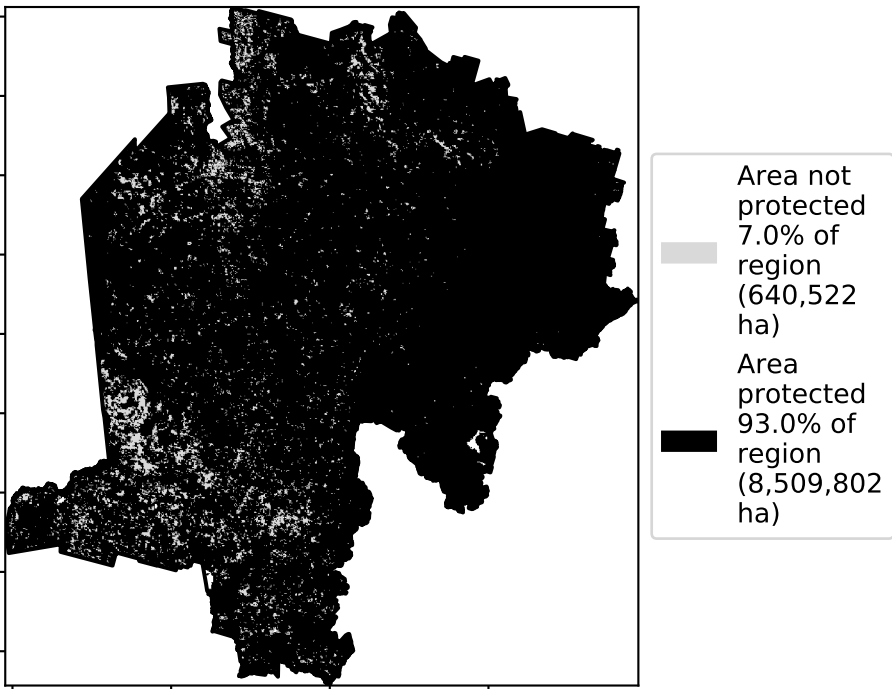 Area not
protected
7.0% of
region
(640,522
ha)
Area
protected
93.0% of
region
(8,509,802
ha)